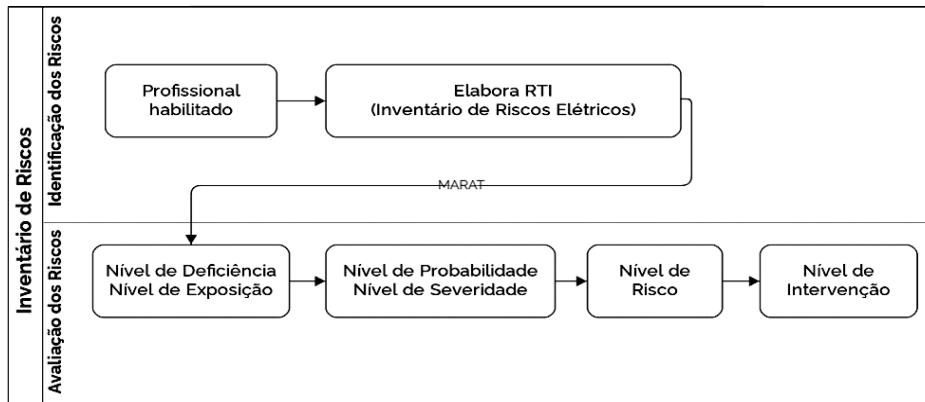 Inventário de Riscos
Identificação dos Riscos
Profissional
habilitado
Elabora RTI
(Inventário de Riscos Elétricos)
MARAT
Avaliação dos Riscos
Nível de Deficiência
Nível de Exposição
Nível de Probabilidade
Nível de Severidade
Nível de
Risco
Nível de
Intervenção